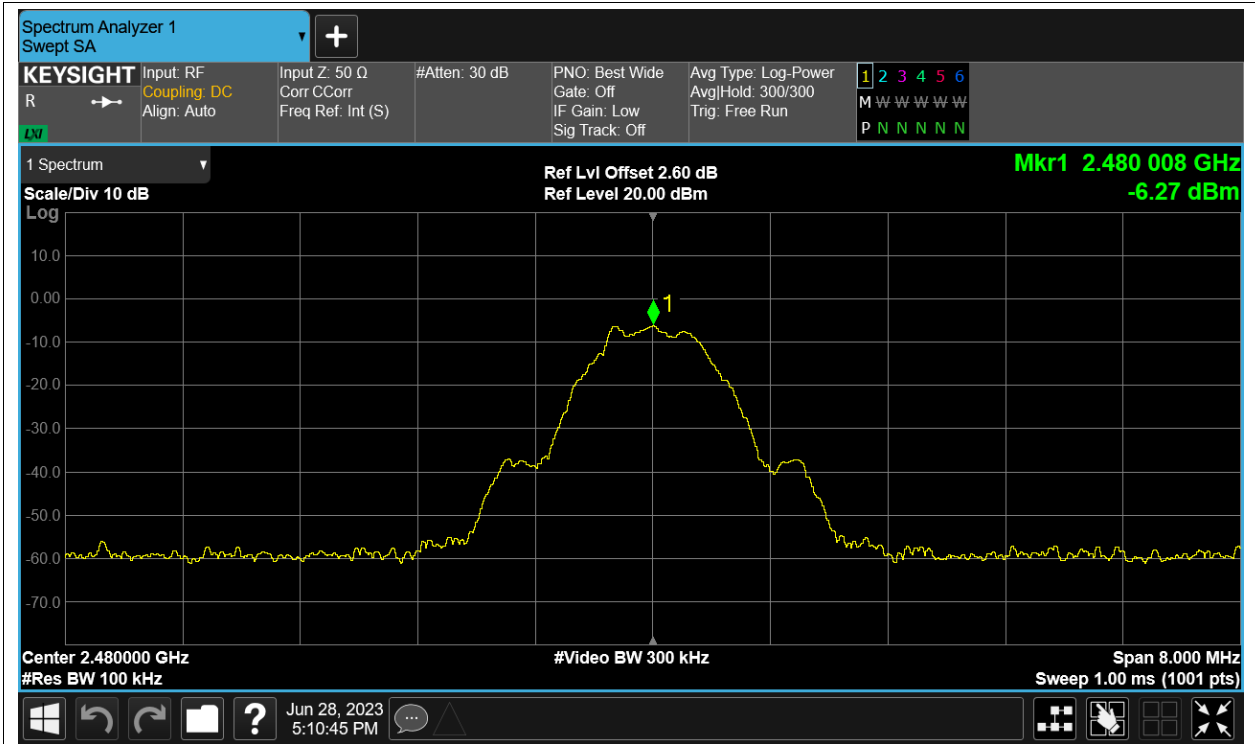 Spectrum Analyzer 1
Swept SA
KEYSIGHT
R
LXI
Input: RF
Coupling: DC
Align: Auto
Input Z: 50 Ω
Corr CCorr
Freq Ref: Int (S)
#Atten: 30 dB
PNO: Best Wide
Gate: Off
IF Gain: Low
Sig Track: Off
Avg Type: Log-Power
Avg|Hold: 300/300
Trig: Free Run
1 2 3 4 5 6
M W W W W W
P N N N N N
1 Spectrum
Scale/Div 10 dB
Ref Lvl Offset 2.60 dB
Ref Level 20.00 dBm
Mkr1 2.480 008 GHz
-6.27 dBm
Log
10.0
0.00
-10.0
-20.0
-30.0
-40.0
-50.0
-60.0
-70.0
1
Center 2.480000 GHz
#Video BW 300 kHz
Span 8.000 MHz
#Res BW 100 kHz
Sweep 1.00 ms (1001 pts)
?
Jun 28, 2023
5:10:45 PM